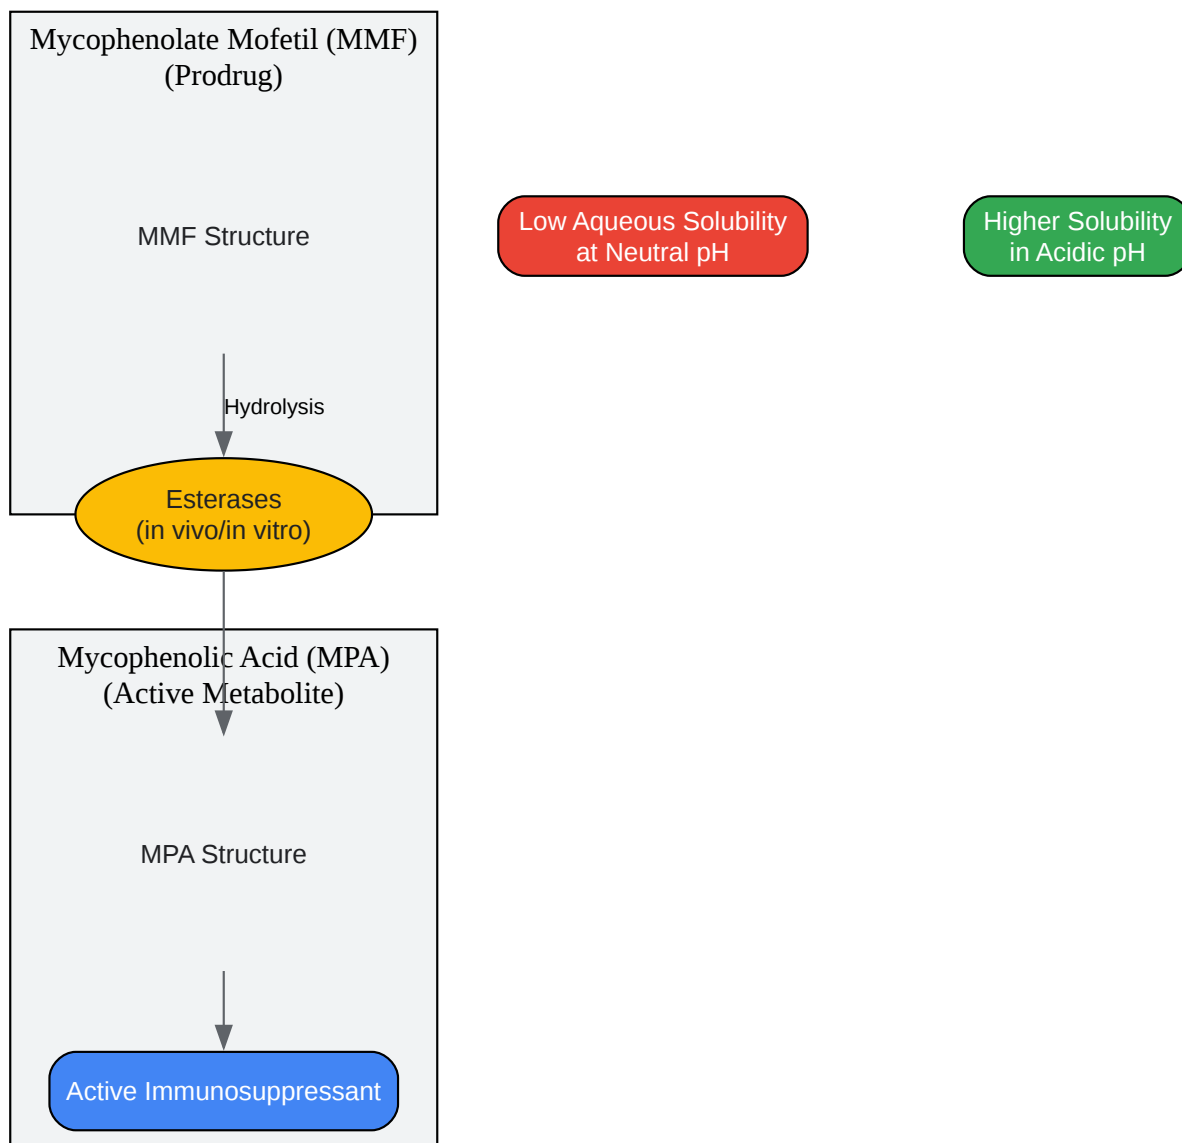 Mycophenolate Mofetil (MMF)
(Prodrug)
MMF Structure
Low Aqueous Solubility
at Neutral pH
Higher Solubility
in Acidic pH
Hydrolysis
Esterases
(in vivo/in vitro)
Mycophenolic Acid (MPA)
(Active Metabolite)
MPA Structure
Active Immunosuppressant